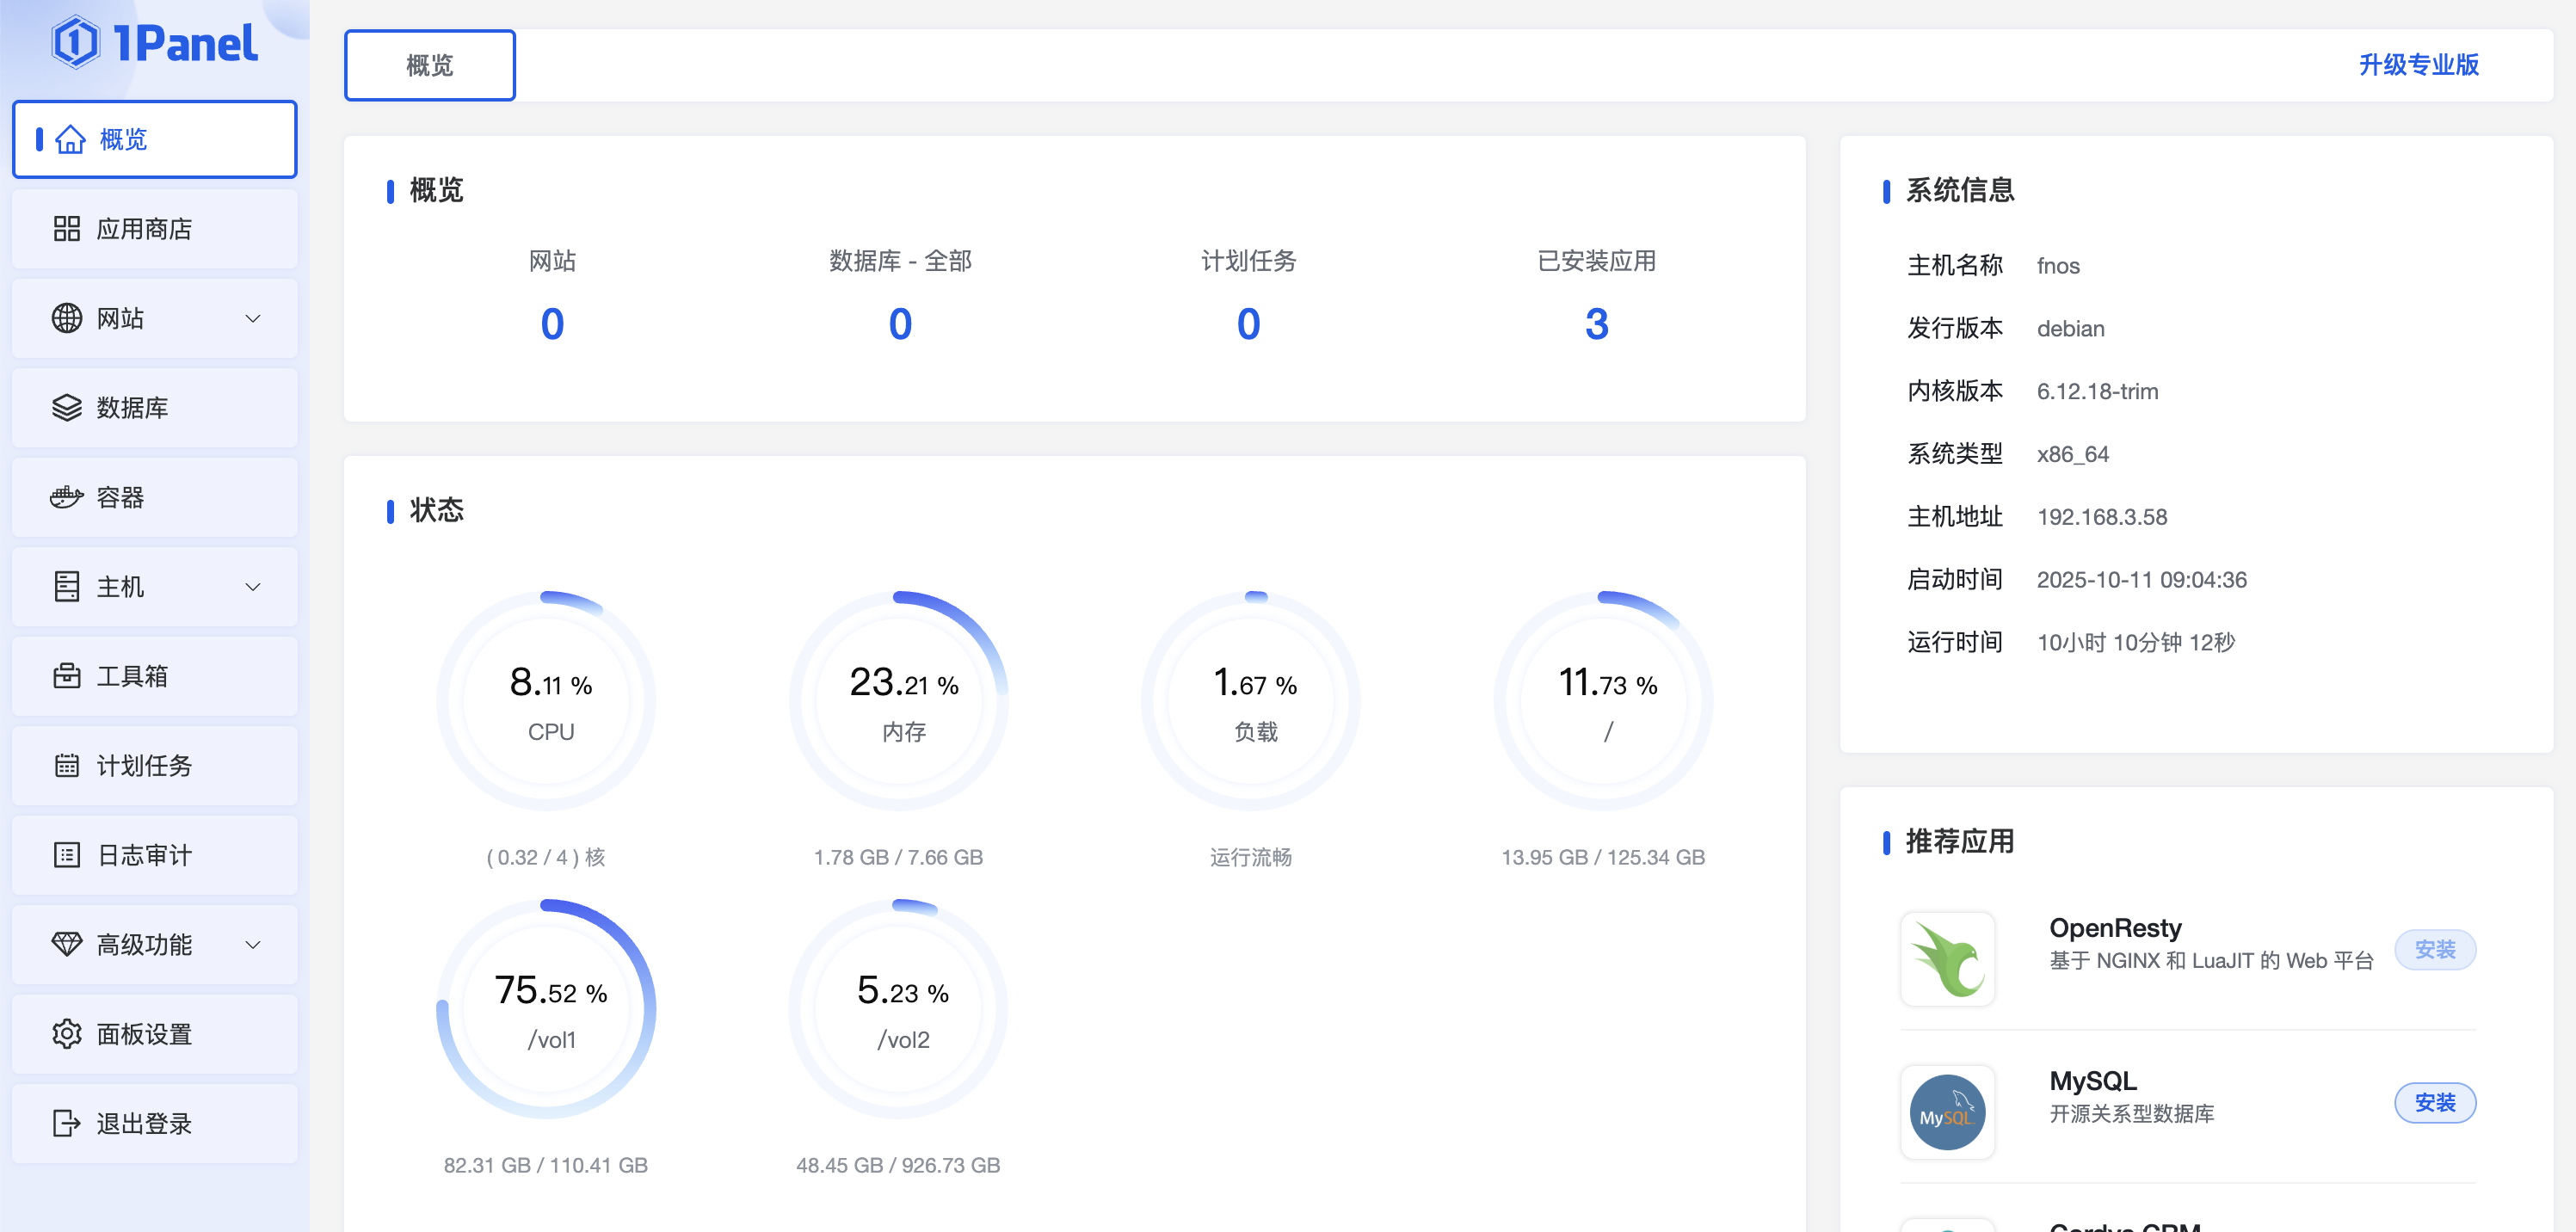 1Panel
概览
应用商店
网站
数据库
容器
主机
工具箱
计划任务
日志审计
高级功能
面板设置
退出登录
概览
升级专业版
概览
网站
0
数据库 - 全部
0
计划任务
0
已安装应用
3
状态
8.11 %
CPU
( 0.32 / 4 ) 核
23.21 %
内存
1.78 GB / 7.66 GB
1.67 %
负载
运行流畅
11.73 %
/
13.95 GB / 125.34 GB
75.52 %
/vol1
82.31 GB / 110.41 GB
5.23 %
/vol2
48.45 GB / 926.73 GB
系统信息
主机名称 fnos
发行版本 debian
内核版本 6.12.18-trim
系统类型 x86_64
主机地址 192.168.3.58
启动时间 2025-10-11 09:04:36
运行时间 10小时 10分钟 12秒
推荐应用
OpenResty
基于 NGINX 和 LuaJIT 的 Web 平台
安装
MySQL
MySQL
开源关系型数据库
安装
Cordys CRM